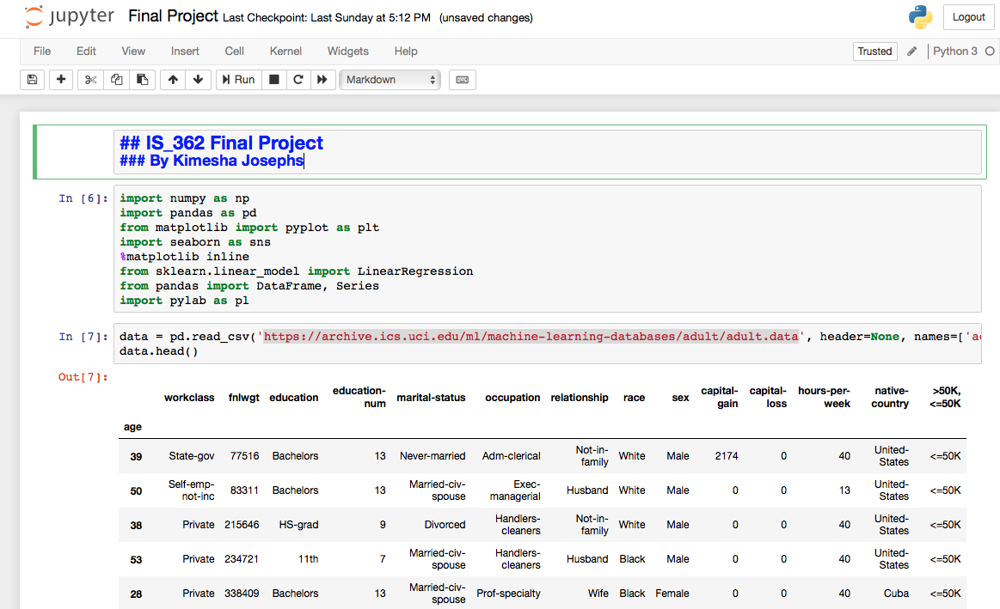 jupyter Final Project Last Checkpoint: Last Sunday at 5:12 PM (unsaved changes) Logout
File Edit View Insert Cell Kernel Widgets Help Trusted Python 3
Run Markdown
## IS_362 Final Project
### By Kimesha Josephs
In [6]: import numpy as np
import pandas as pd
from matplotlib import pyplot as plt
import seaborn as sns
%matplotlib inline
from sklearn.linear_model import LinearRegression
from pandas import DataFrame, Series
import pylab as pl
In [7]: data = pd.read_csv('https://archive.ics.uci.edu/ml/machine-learning-databases/adult/adult.data', header=None, names=['a
data.head()
Out[7]:
workclass fnlwgt education education-num marital-status occupation relationship race sex capital-gain capital-loss hours-per-week native-country >50K, <=50K
age
39 State-gov 77516 Bachelors 13 Never-married Adm-clerical Not-in-family White Male 2174 0 40 United-States <=50K
50 Self-emp-not-inc 83311 Bachelors 13 Married-civ-spouse Exec-managerial Husband White Male 0 0 13 United-States <=50K
38 Private 215646 HS-grad 9 Divorced Handlers-cleaners Not-in-family White Male 0 0 40 United-States <=50K
53 Private 234721 11th 7 Married-civ-spouse Handlers-cleaners Husband Black Male 0 0 40 United-States <=50K
28 Private 338409 Bachelors 13 Married-civ-spouse Prof-specialty Wife Black Female 0 0 40 Cuba <=50K